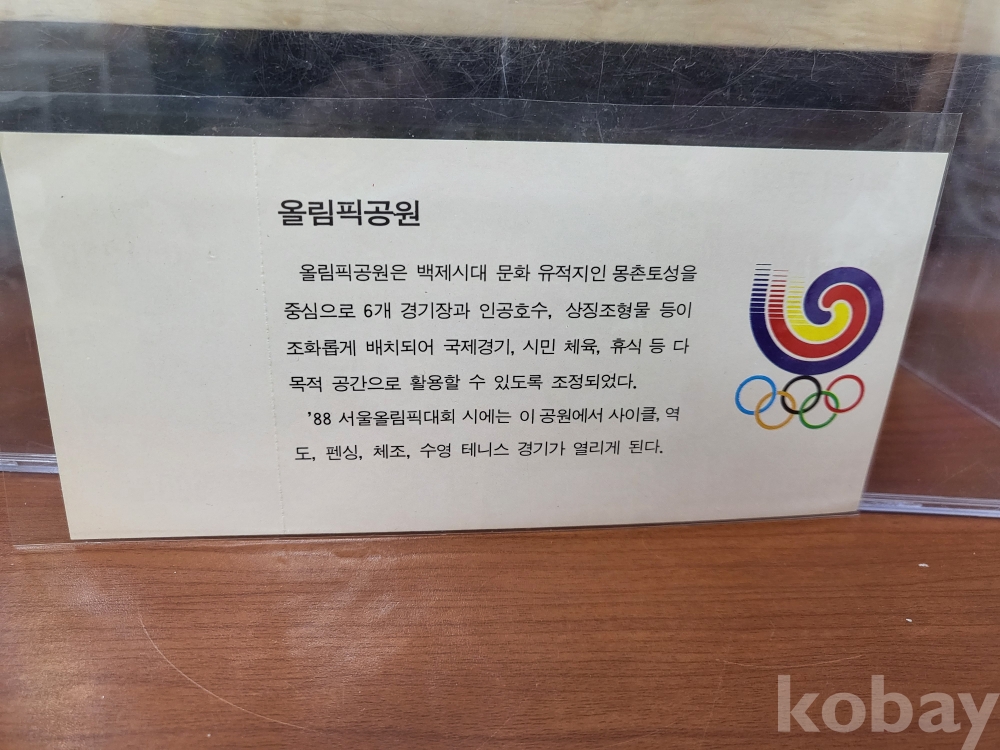 올림픽공원
올림픽공원은 백제시대 문화 유적지인 몽촌토성을
중심으로 6개 경기장과 인공호수, 상징조형물 등이
조화롭게 배치되어 국제경기, 시민 체육, 휴식 등 다
목적 공간으로 활용할 수 있도록 조정되었다.
'88 서울올림픽대회 시에는 이 공원에서 사이클, 역
도, 펜싱, 체조, 수영 테니스 경기가 열리게 된다.
kobay